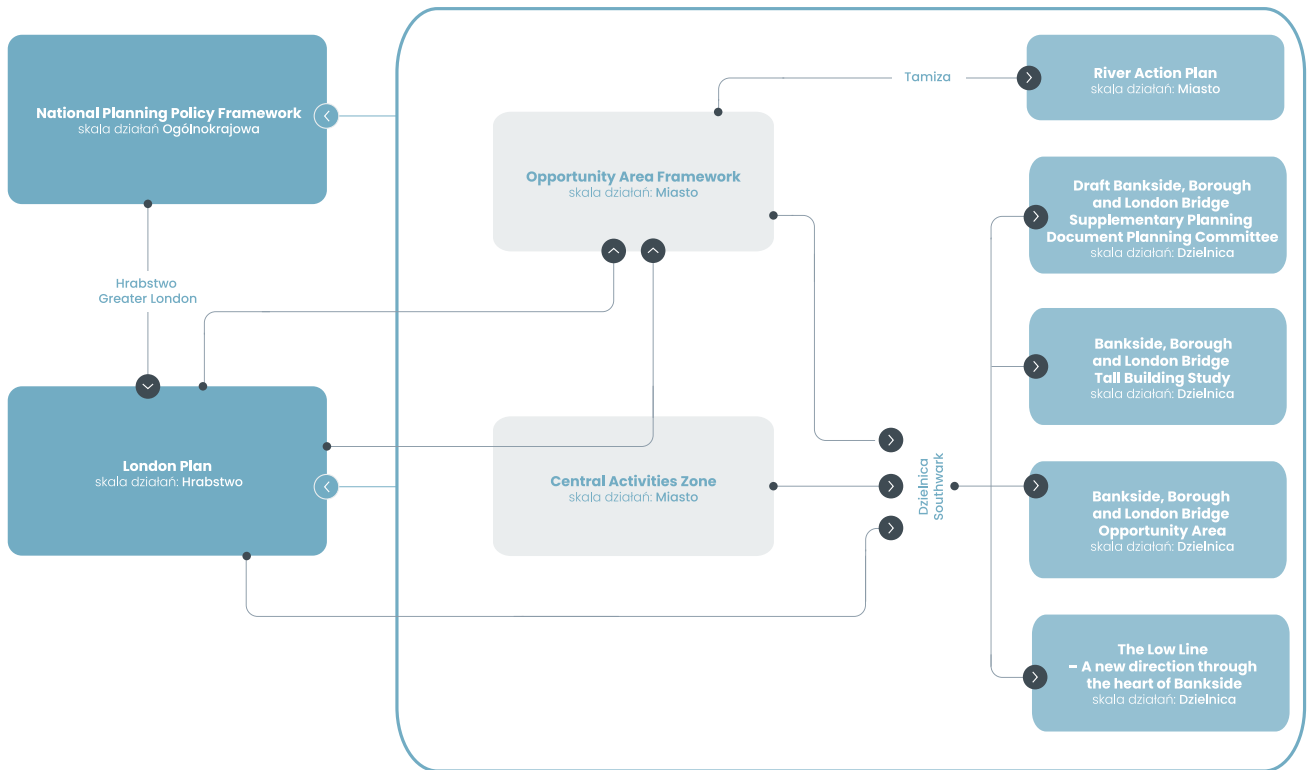 National Planning Policy Framework
skala działań Ogólnokrajowa
Hrabstwo
Greater London
London Plan
skala działań: Hrabstwo
Opportunity Area Framework
skala działań: Miasto
Central Activities Zone
skala działań: Miasto
Tamiza
Dzielnica
Southwark
River Action Plan
skala działań: Miasto
Draft Bankside, Borough
and London Bridge
Supplementary Planning
Document Planning Committee
skala działań: Dzielnica
Bankside, Borough
and London Bridge
Tall Building Study
skala działań: Dzielnica
Bankside, Borough
and London Bridge
Opportunity Area
skala działań: Dzielnica
The Low Line
– A new direction through
the heart of Bankside
skala działań: Dzielnica